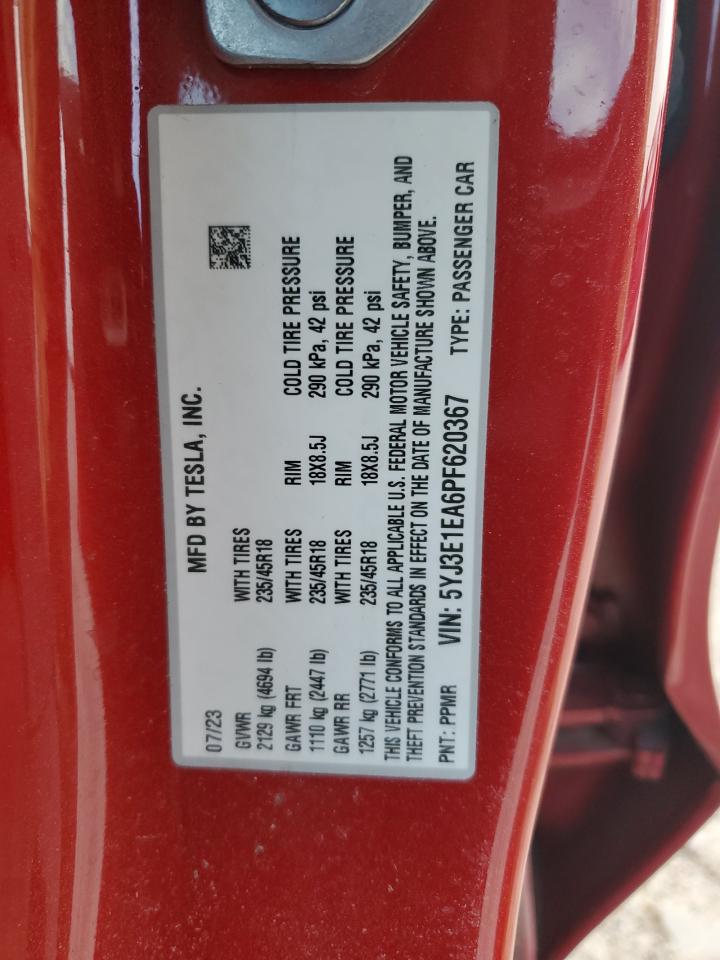 MFD BY TESLA, INC.
07/23
GVWR WITH TIRES RIM COLD TIRE PRESSURE
2129 kg (4694 lb) 235/45R18
GAWR FRT WITH TIRES RIM COLD TIRE PRESSURE
1110 kg (2447 lb) 235/45R18 18X8.5J 290 kPa, 42 psi
GAWR RR WITH TIRES RIM COLD TIRE PRESSURE
1257 kg (2771 lb) 235/45R18 18X8.5J 290 kPa, 42 psi
THIS VEHICLE CONFORMS TO ALL APPLICABLE U.S. FEDERAL MOTOR VEHICLE SAFETY, BUMPER, AND
THEFT PREVENTION STANDARDS IN EFFECT ON THE DATE OF MANUFACTURE SHOWN ABOVE.
PNT: PPMR VIN: 5YJ3E1EA6PF620367 TYPE: PASSENGER CAR